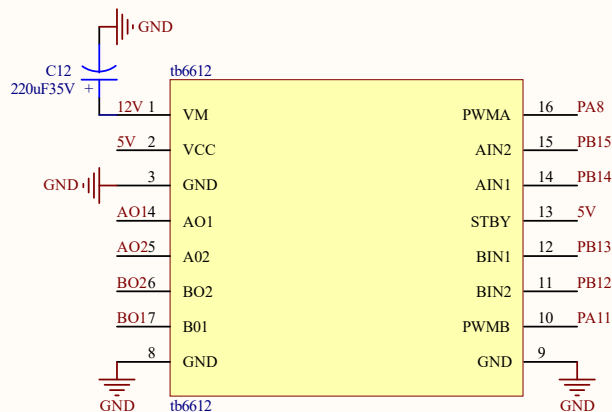 GND
C12
220uF35V
+
tb6612
12V 1 VM PWMA 16 PA8
5V 2 VCC AIN2 15 PB15
GND 3 GND AIN1 14 PB14
AO1 4 AO1 STBY 13 5V
AO2 5 A02 BIN1 12 PB13
BO2 6 BO2 BIN2 11 PB12
BO1 7 B01 PWMB 10 PA11
8 GND GND 9
GND tb6612 GND